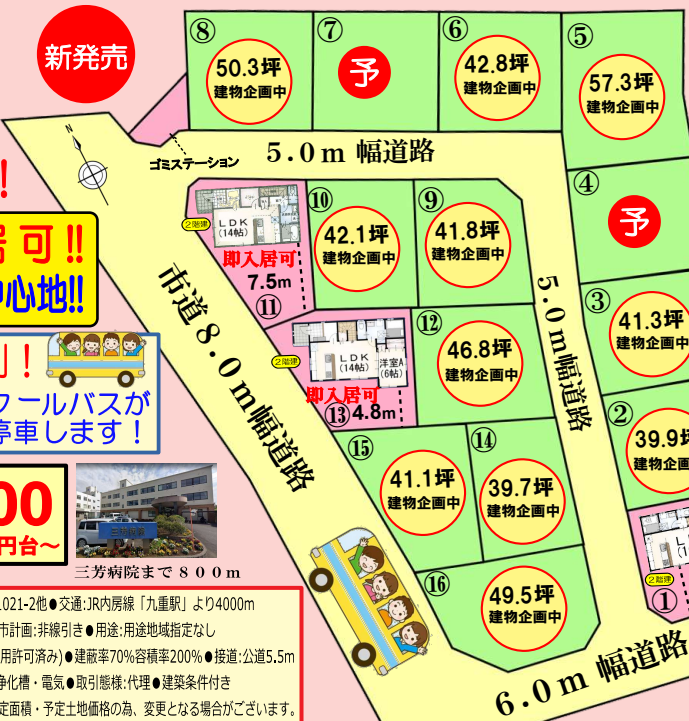 新発売
!
居可!!
中心地!!
!
スクールバスが
停車します!
00
円台～
三芳病院
三芳病院まで800m
⑧
50.3坪
建物企画中
⑦
予
⑥
42.8坪
建物企画中
⑤
57.3坪
建物企画中
N
ゴミステーション
5.0m 幅道路
④
予
２階建
LDK
(14帖)
即入居可
7.5m
⑪
⑩
42.1坪
建物企画中
⑨
41.8坪
建物企画中
5.0m幅道路
③
41.3坪
建物企画中
市道8.0m幅道路
２階建
LDK
(14帖)
洋室A
(6帖)
即入居可
⑬
4.8m
⑫
46.8坪
建物企画中
②
39.9坪
建物企画
⑮
41.1坪
建物企画中
⑭
39.7坪
建物企画中
２階建
①
⑯
49.5坪
建物企画中
6.0m 幅道路
1021-2他●交通:JR内房線「九重駅」より4000m
市計画:非線引き●用途:用途地域指定なし
用許可済み)●建蔽率70%容積率200%●接道:公道5.5m
浄化槽・電気●取引態様:代理●建築条件付き
定面積・予定土地価格の為、変更となる場合がございます。